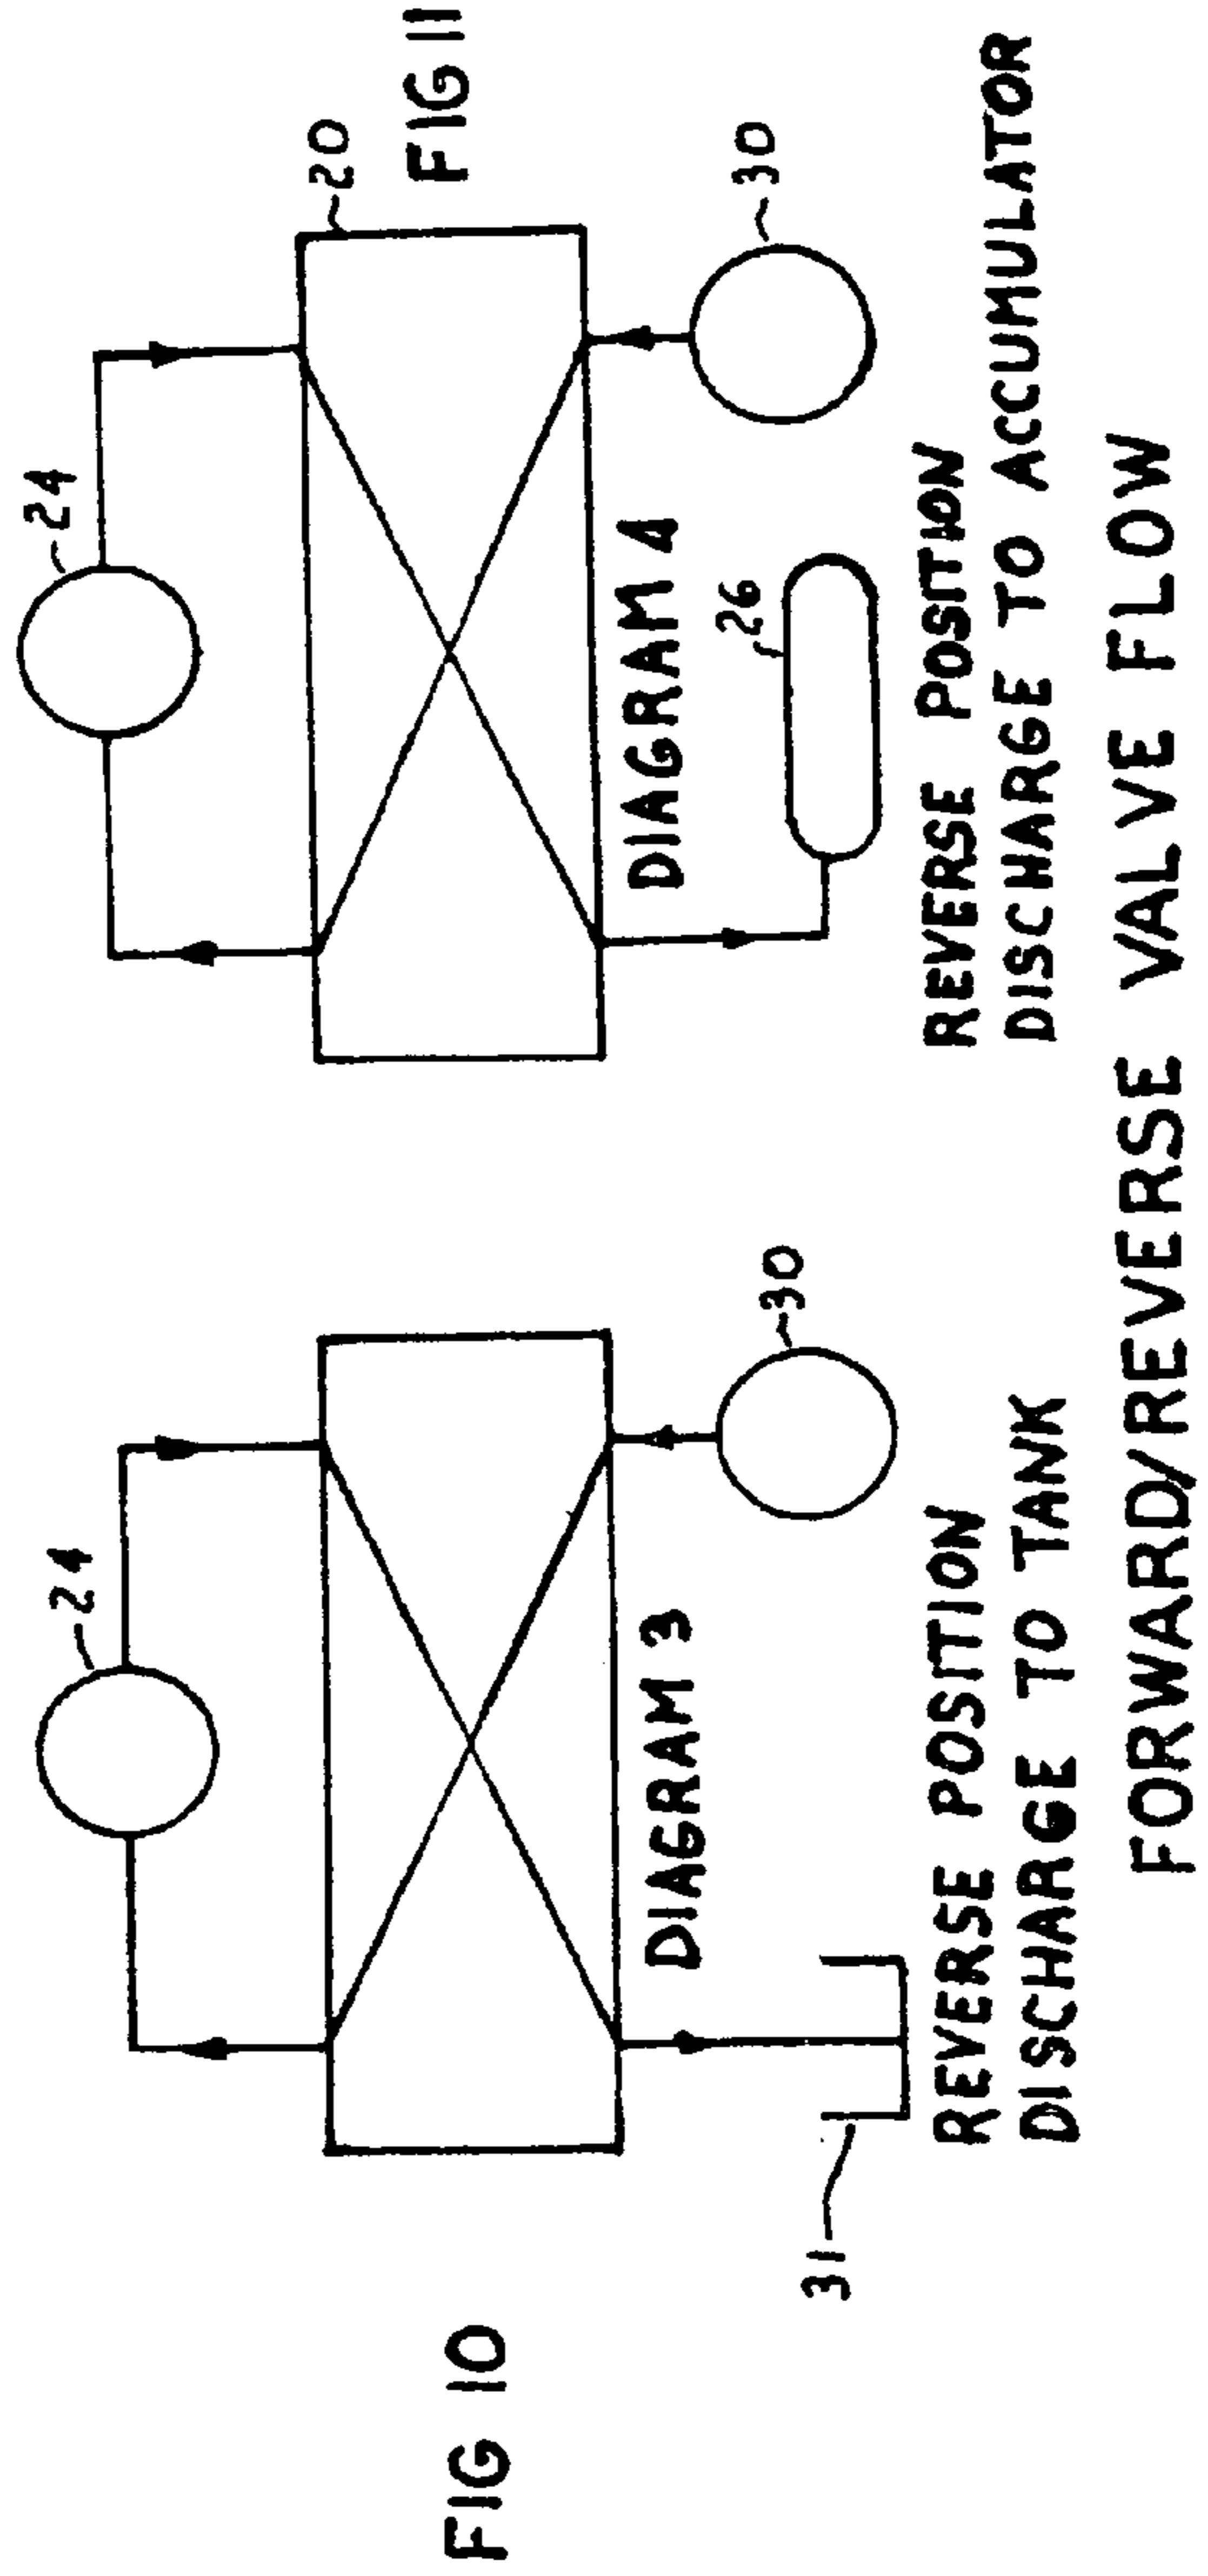 FIG 10
24
30
31
DIAGRAM 3
REVERSE POSITION
DISCHARGE TO TANK
FIG 11
24
20
30
26
DIAGRAM 4
REVERSE POSITION
DISCHARGE TO ACCUMULATOR
FORWARD/REVERSE VALVE FLOW